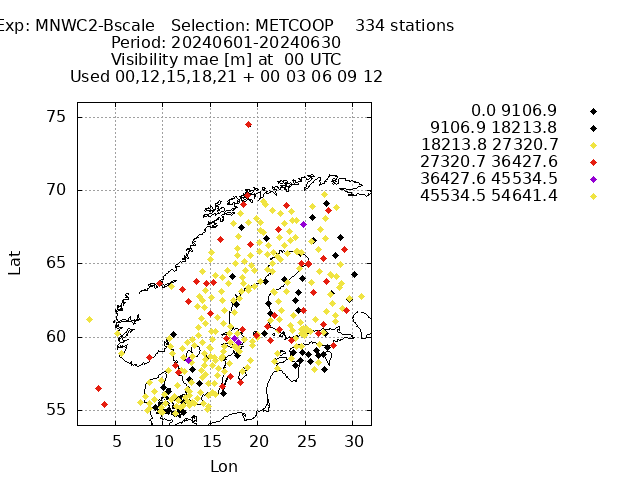 Exp: MNWC2-Bscale   Selection: METCOOP    334 stations
Period: 20240601-20240630
Visibility mae [m] at  00 UTC
Used 00,12,15,18,21 + 00 03 06 09 12
0.0 9106.9
9106.9 18213.8
18213.8 27320.7
27320.7 36427.6
36427.6 45534.5
45534.5 54641.4
75
70
65
60
55
Lat
5 10 15 20 25 30
Lon